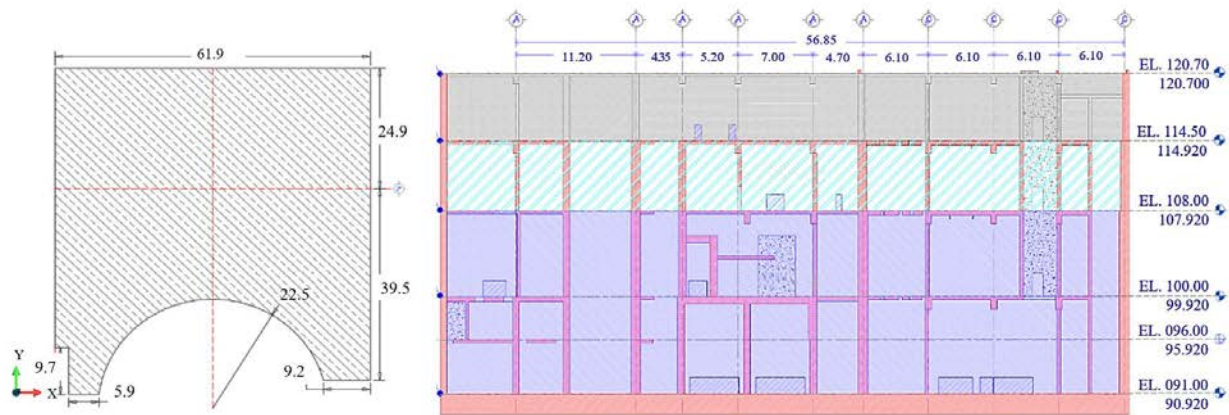 61.9
24.9
39.5
22.5
9.7
5.9
9.2
Y
X
A A A A A A C C C C
56.85
11.20 435 5.20 7.00 4.70 6.10 6.10 6.10 6.10
EL. 120.70
120.700
EL. 114.50
114.920
EL. 108.00
107.920
EL. 100.00
99.920
EL. 096.00
95.920
EL. 091.00
90.920